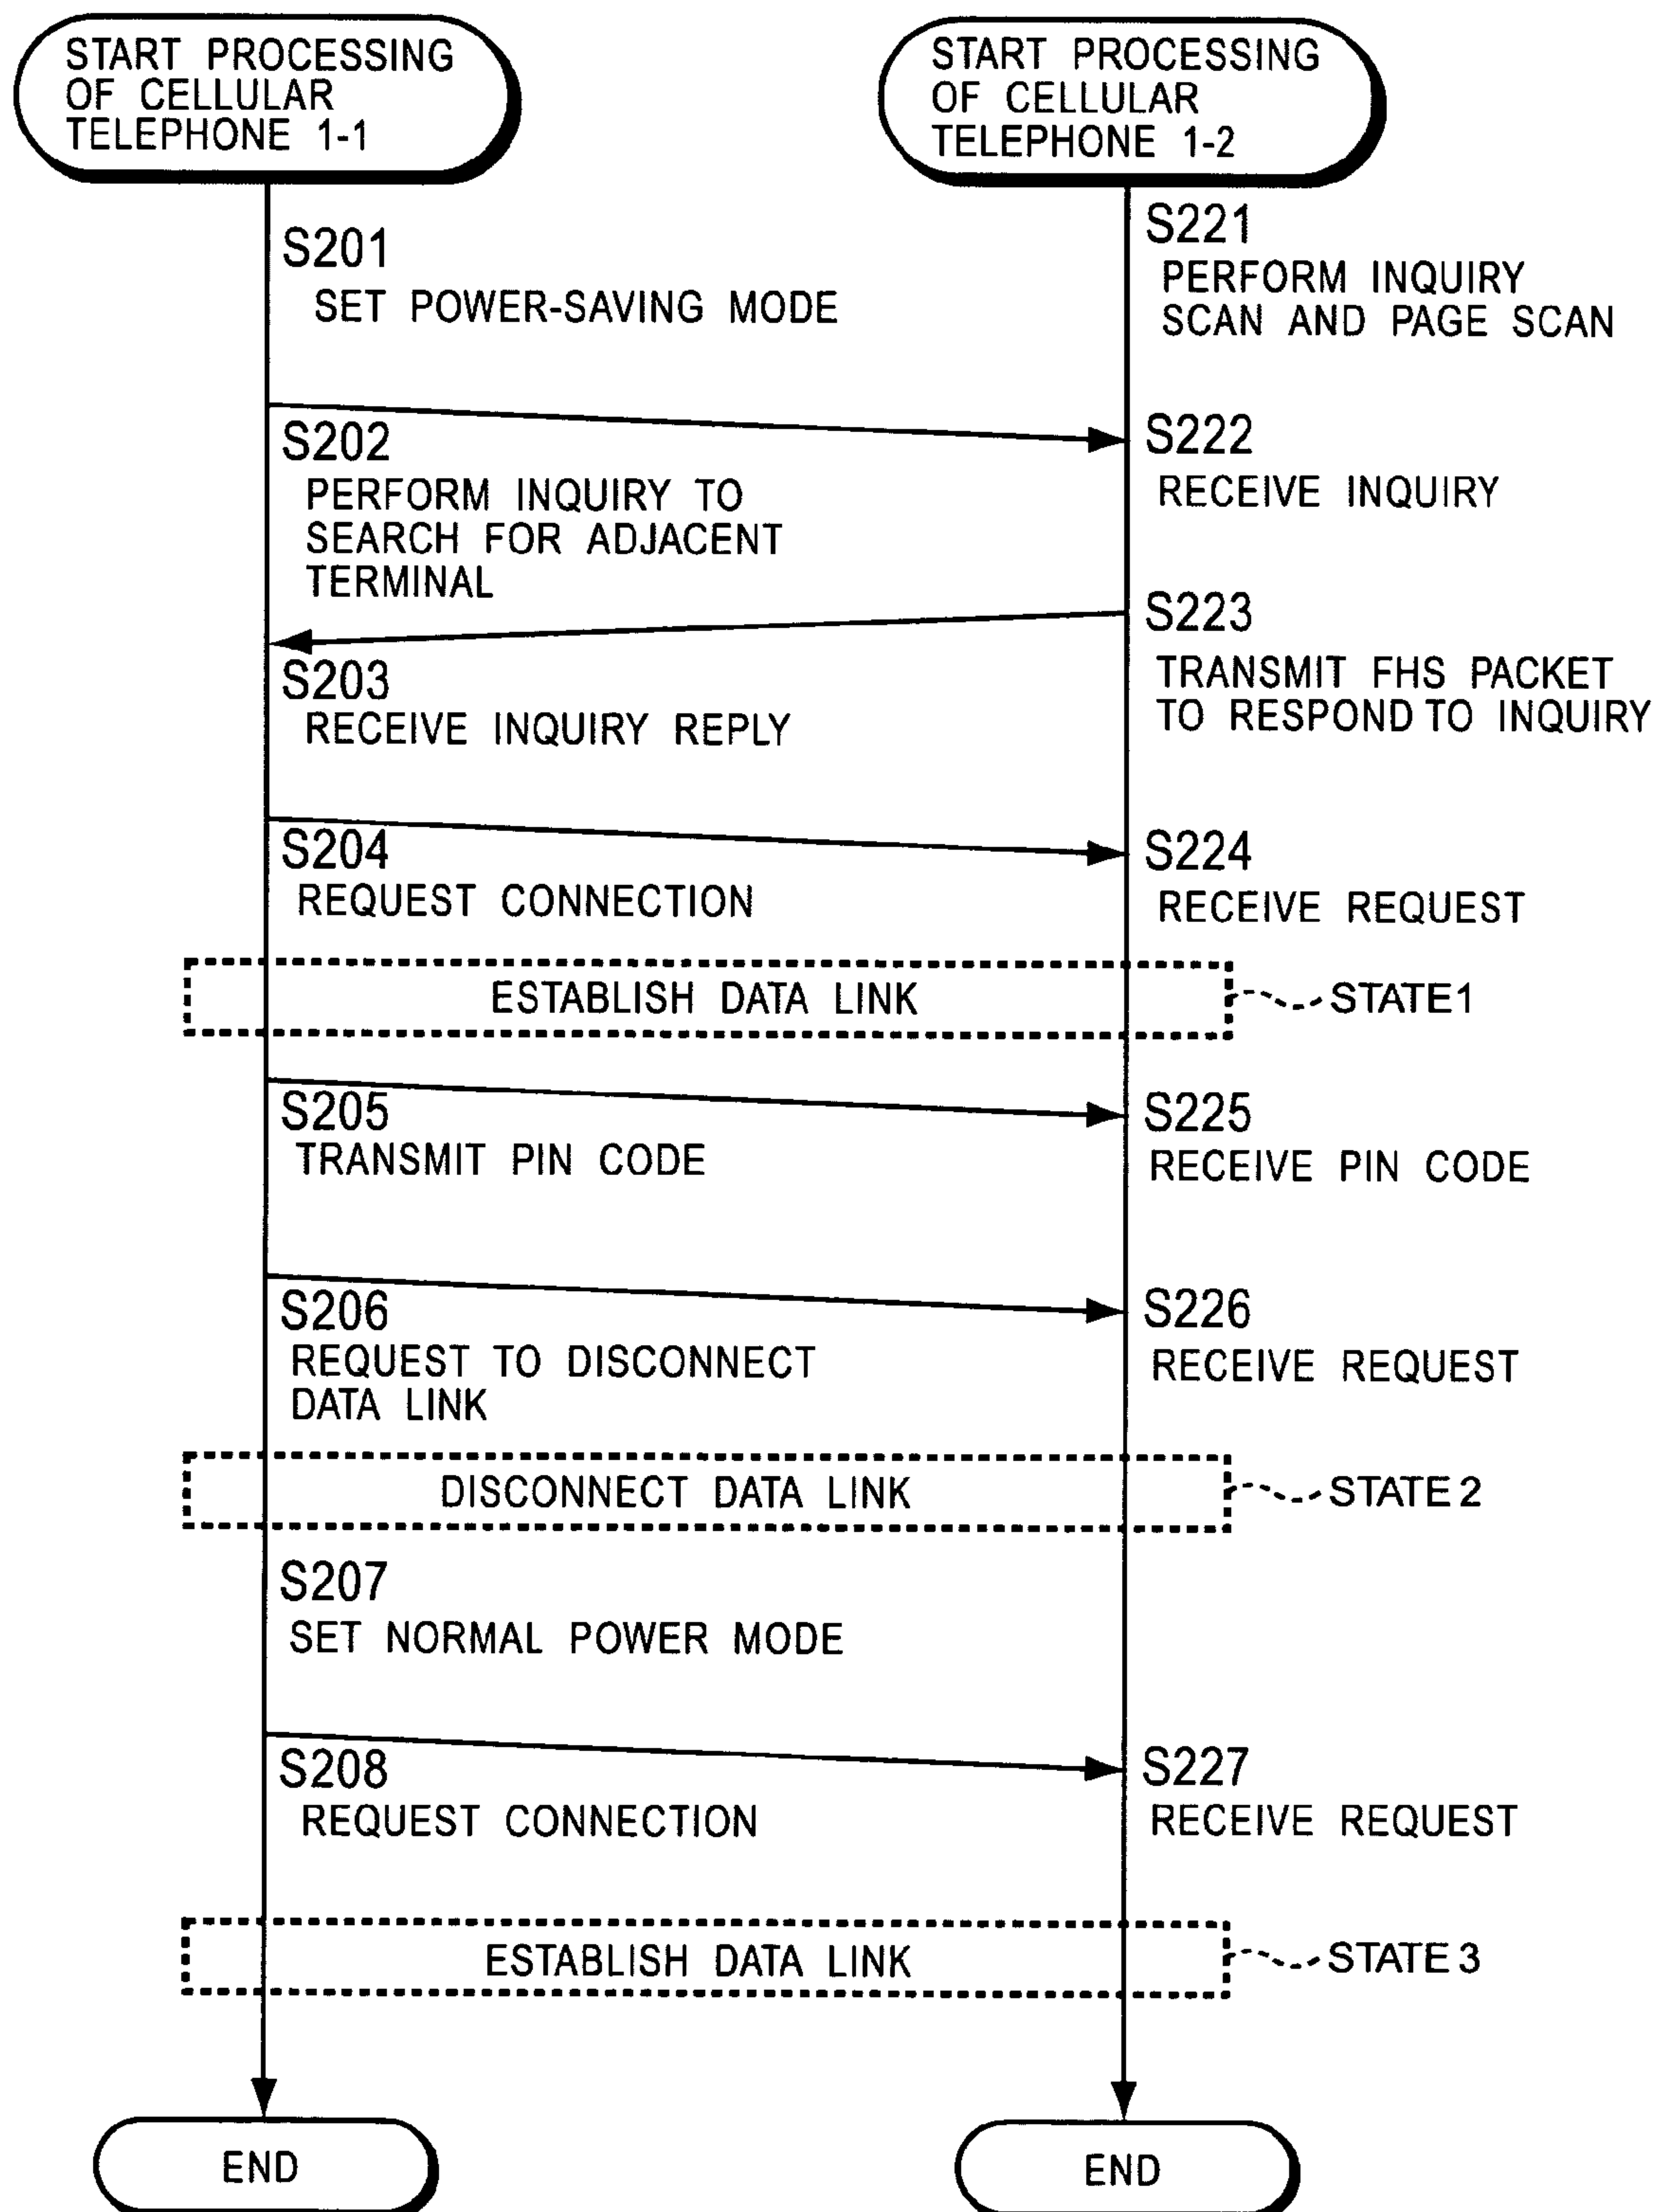 START PROCESSING
OF CELLULAR
TELEPHONE 1-1
START PROCESSING
OF CELLULAR
TELEPHONE 1-2
S201
SET POWER-SAVING MODE
S221
PERFORM INQUIRY
SCAN AND PAGE SCAN
S202
PERFORM INQUIRY TO
SEARCH FOR ADJACENT
TERMINAL
S222
RECEIVE INQUIRY
S203
RECEIVE INQUIRY REPLY
S223
TRANSMIT FHS PACKET
TO RESPOND TO INQUIRY
S204
REQUEST CONNECTION
S224
RECEIVE REQUEST
ESTABLISH DATA LINK
STATE1
S205
TRANSMIT PIN CODE
S225
RECEIVE PIN CODE
S206
REQUEST TO DISCONNECT
DATA LINK
S226
RECEIVE REQUEST
DISCONNECT DATA LINK
STATE 2
S207
SET NORMAL POWER MODE
S208
REQUEST CONNECTION
S227
RECEIVE REQUEST
ESTABLISH DATA LINK
STATE 3
END
END